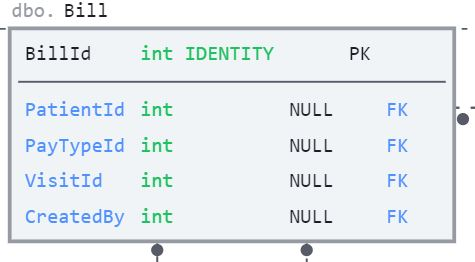 dbo. Bill
BillId int IDENTITY PK
PatientId int NULL FK
PayTypeId int NULL FK
VisitId int NULL FK
CreatedBy int NULL FK